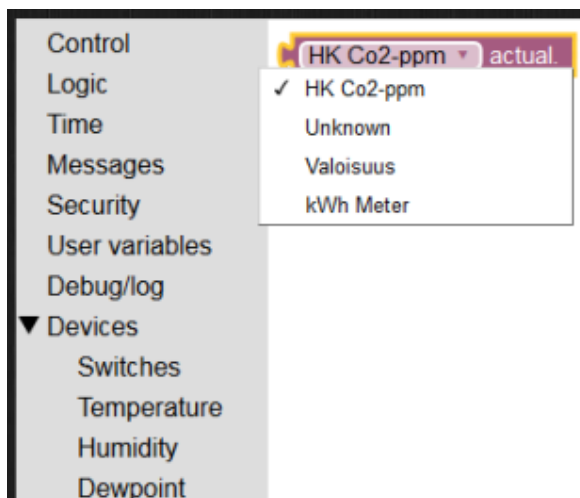 Control
Logic
Time
Messages
Security
User variables
Debug/log
▼ Devices
Switches
Temperature
Humidity
Dewpoint
HK Co2-ppm ▼ actual.
✓ HK Co2-ppm
Unknown
Valoisuus
kWh Meter